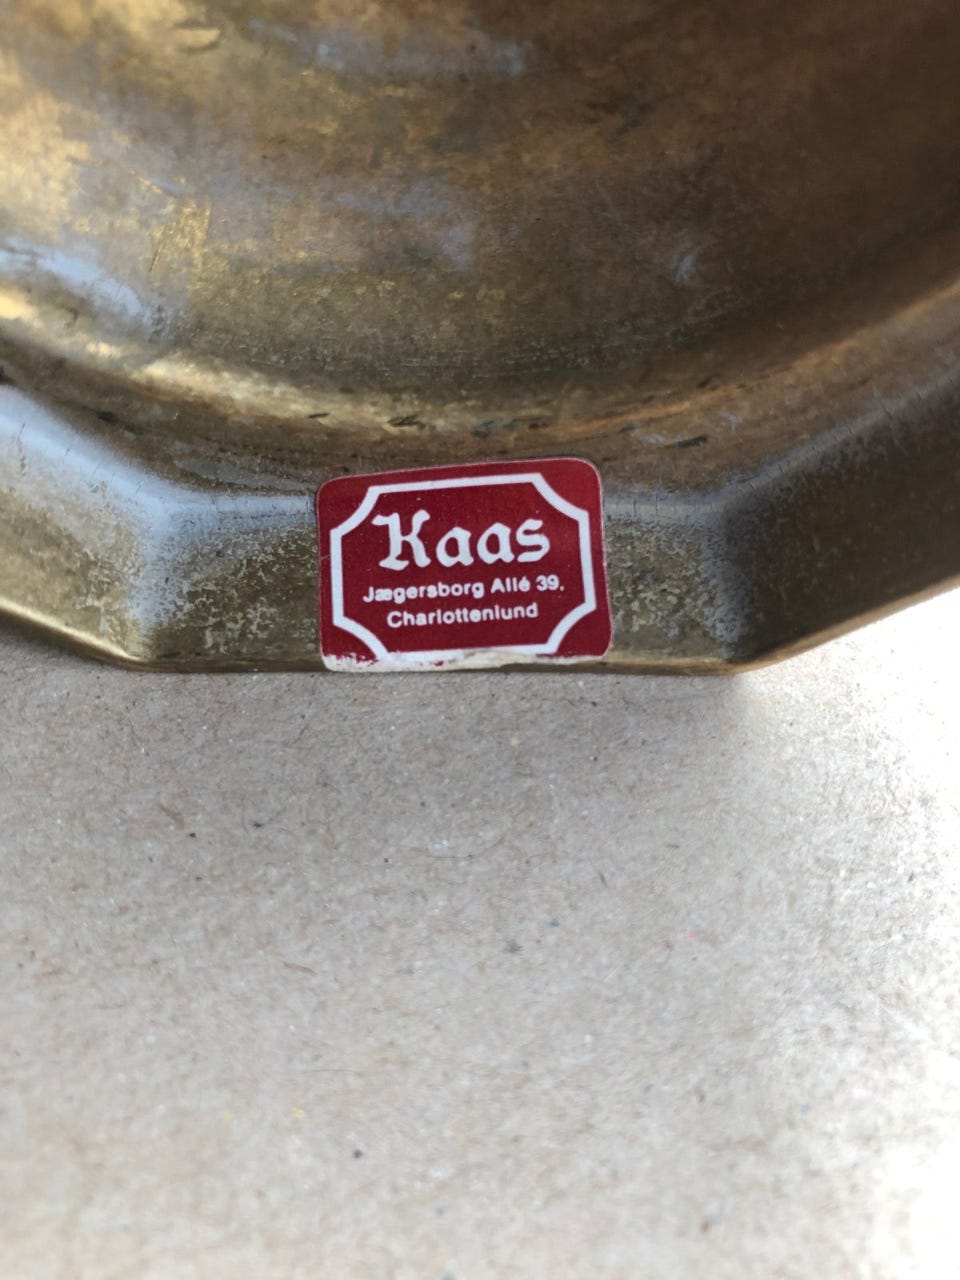 Kaas
Jægersborg Allé 39.
Charlottenlund